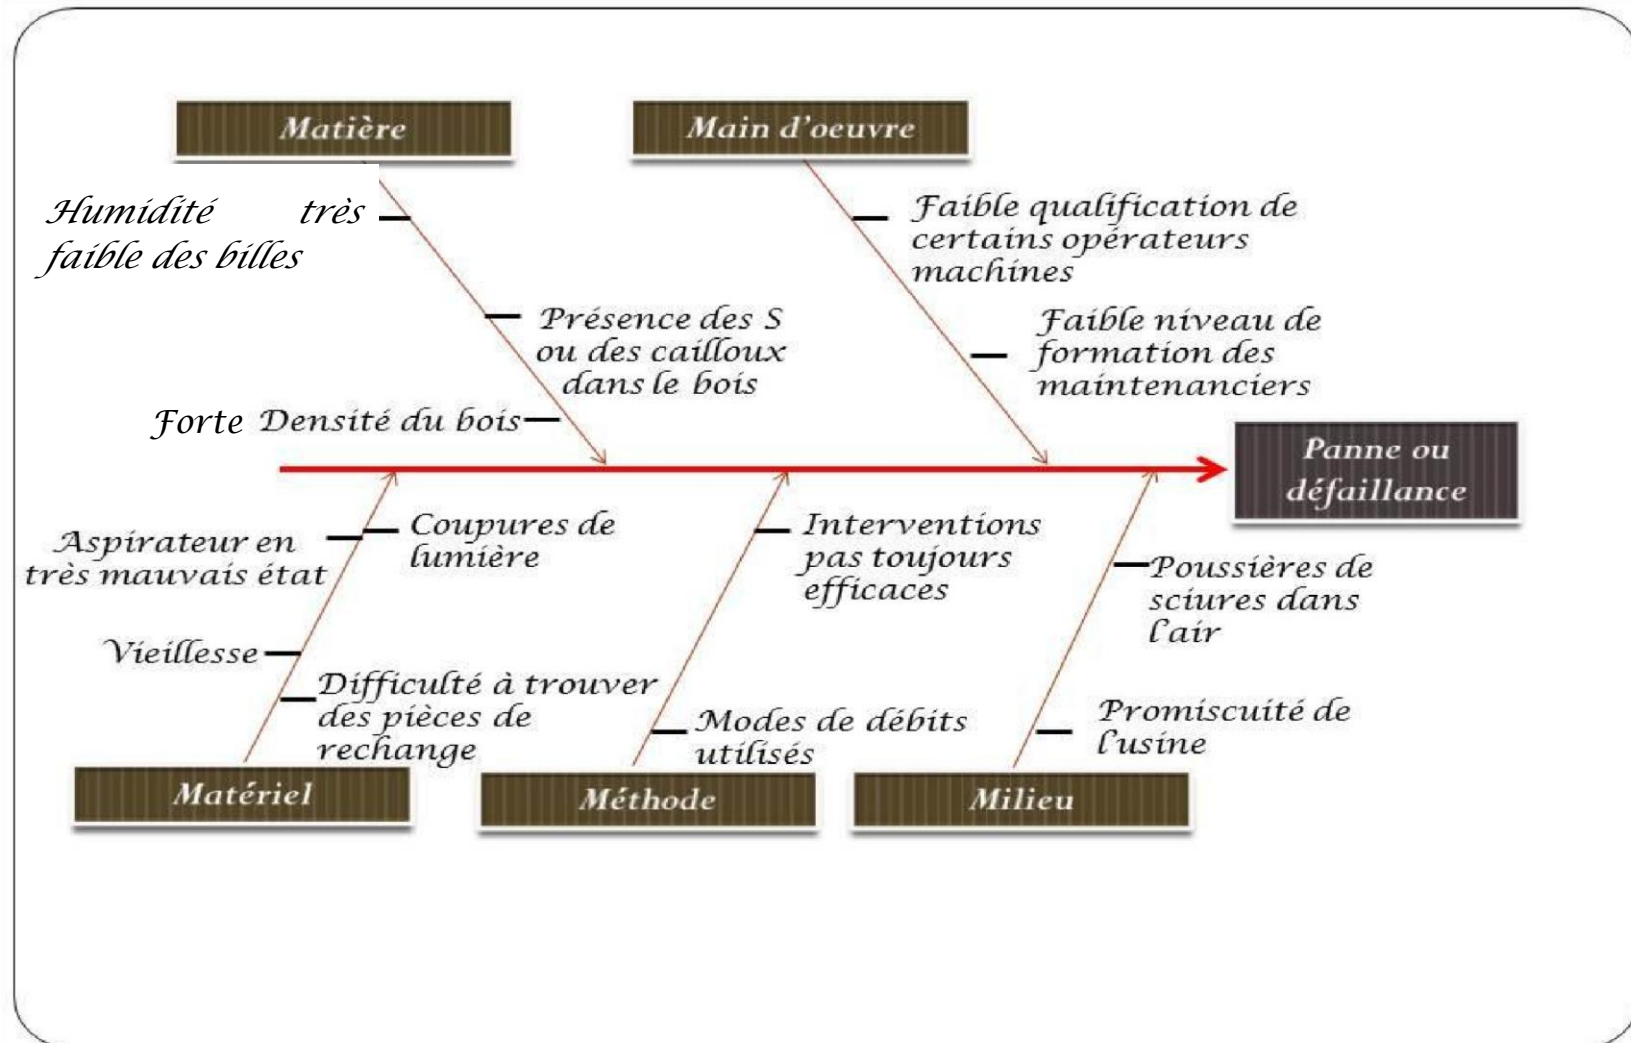 Matière
Main d'oeuvre
Humidité très
faible des billes
Faible qualification de
certains opérateurs
machines
Présence des S
ou des cailloux
dans le bois
Faible niveau de
formation des
maintenanciers
Forte Densité du bois
Panne ou
défaillance
Aspirateur en
très mauvais état
Coupures de
lumière
Interventions
pas toujours
efficaces
Poussières de
sciures dans
l'air
Vieillesse
Difficulté à trouver
des pièces de
rechange
Modes de débits
utilisés
Promiscuité de
l'usine
Matériel
Méthode
Milieu